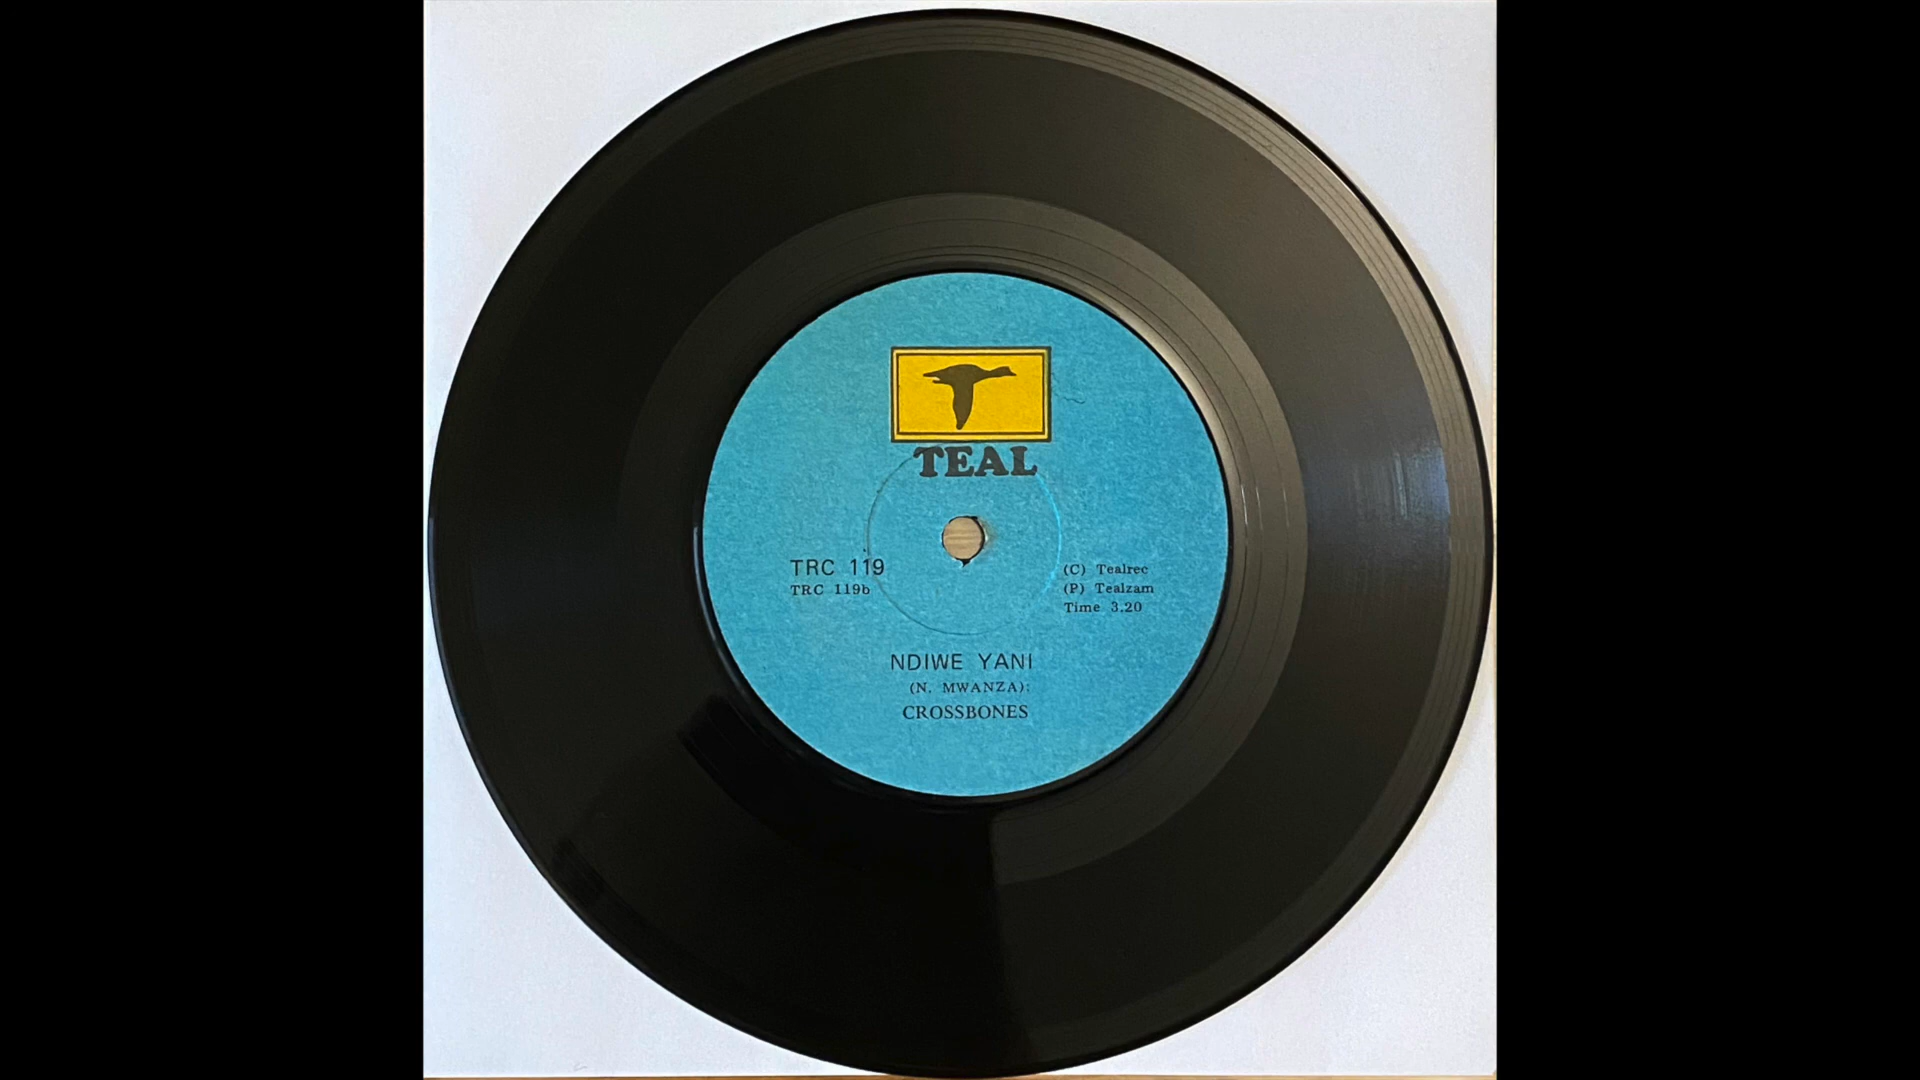 TEAL
TRC 119
TRC 119b
(C) Tealrec
(P) Tealzam
Time 3.20
NDIWE YANI
(N. MWANZA):
CROSSBONES